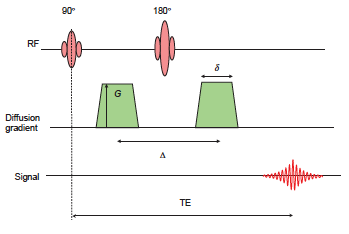 90° 180°
RF
δ
G
Diffusion
gradient
Δ
Signal
TE